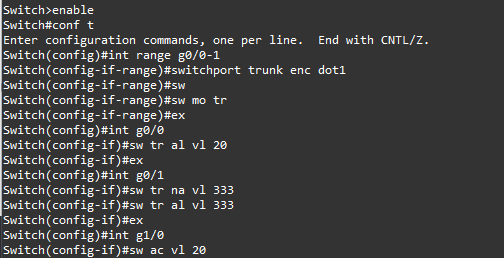 Switch>enable
Switch#conf t
Enter configuration commands, one per line.  End with CNTL/Z.
Switch(config)#int range g0/0-1
Switch(config-if-range)#switchport trunk enc dot1
Switch(config-if-range)#sw
Switch(config-if-range)#sw mo tr
Switch(config-if-range)#ex
Switch(config)#int g0/0
Switch(config-if)#sw tr al vl 20
Switch(config-if)#ex
Switch(config)#int g0/1
Switch(config-if)#sw tr na vl 333
Switch(config-if)#sw tr al vl 333
Switch(config-if)#ex
Switch(config)#int g1/0
Switch(config-if)#sw ac vl 20